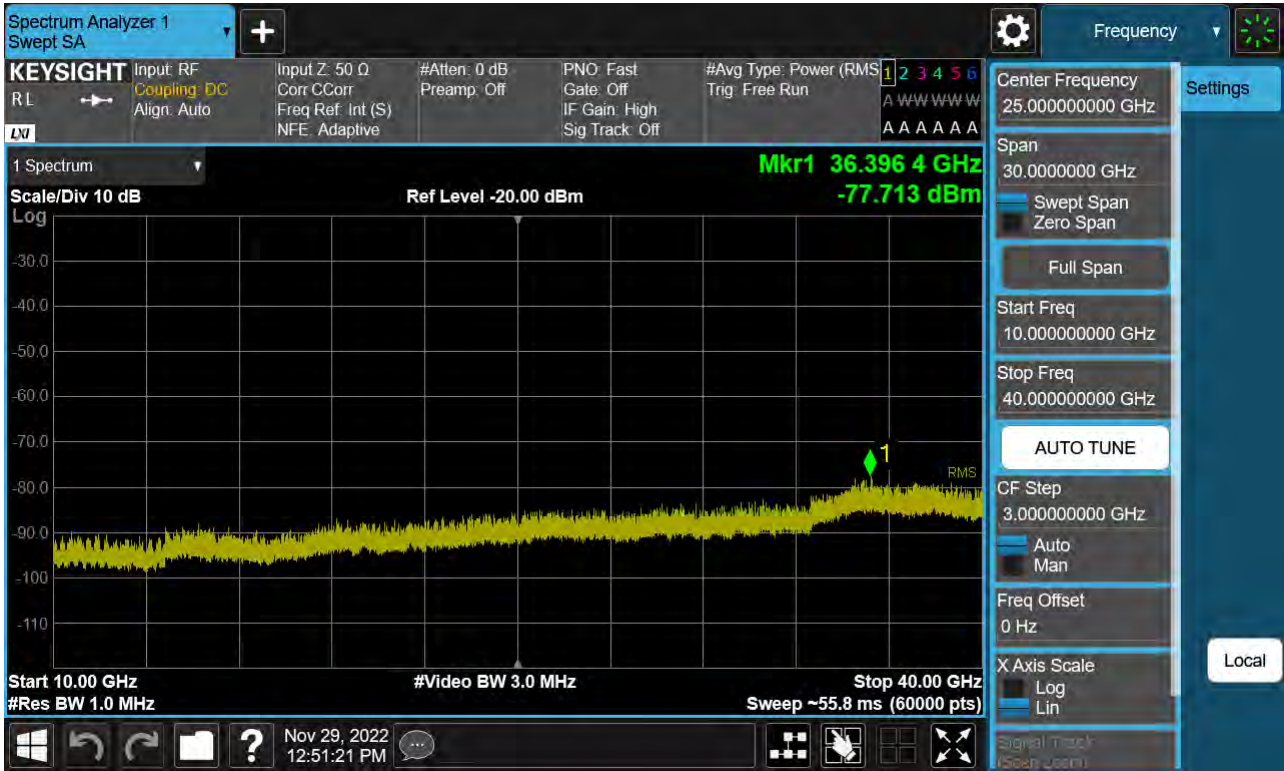 Spectrum Analyzer 1
Swept SA
Frequency
KEYSIGHT
R L
LXI
Input: RF
Coupling: DC
Align: Auto
Input Z: 50 Ω
Corr CCorr
Freq Ref: Int (S)
NFE: Adaptive
#Atten: 0 dB
Preamp: Off
PNO: Fast
Gate: Off
IF Gain: High
Sig Track: Off
#Avg Type: Power (RMS
Trig: Free Run
1 2 3 4 5 6
A W W W W W
A A A A A A
1 Spectrum
Scale/Div 10 dB
Log
Ref Level -20.00 dBm
Mkr1 36.396 4 GHz
-77.713 dBm
-30.0
-40.0
-50.0
-60.0
-70.0
-80.0
-90.0
-100
-110
1
RMS
Start 10.00 GHz
#Res BW 1.0 MHz
#Video BW 3.0 MHz
Stop 40.00 GHz
Sweep ~55.8 ms (60000 pts)
Center Frequency
25.000000000 GHz
Span
30.0000000 GHz
Swept Span
Zero Span
Full Span
Start Freq
10.000000000 GHz
Stop Freq
40.000000000 GHz
AUTO TUNE
CF Step
3.000000000 GHz
Auto
Man
Freq Offset
0 Hz
X Axis Scale
Log
Lin
Signal Track
(Span Zoom)
Settings
Local
?
Nov 29, 2022
12:51:21 PM